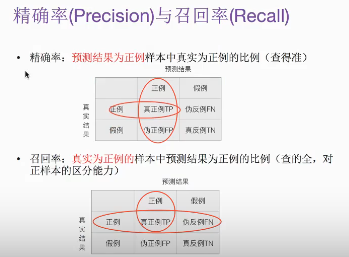 精确率(Precision)与召回率(Recall)
• 精确率：预测结果为正例样本中真实为正例的比例（查得准）
预测结果
正例 假例
真实结果
正例 真正例TP 伪反例FN
假例 伪正例FP 真反例TN
• 召回率：真实为正例的样本中预测结果为正例的比例（查的全，对
正样本的区分能力）
预测结果
正例 假例
真实结果
正例 真正例TP 伪反例FN
假例 伪正例FP 真反例TN